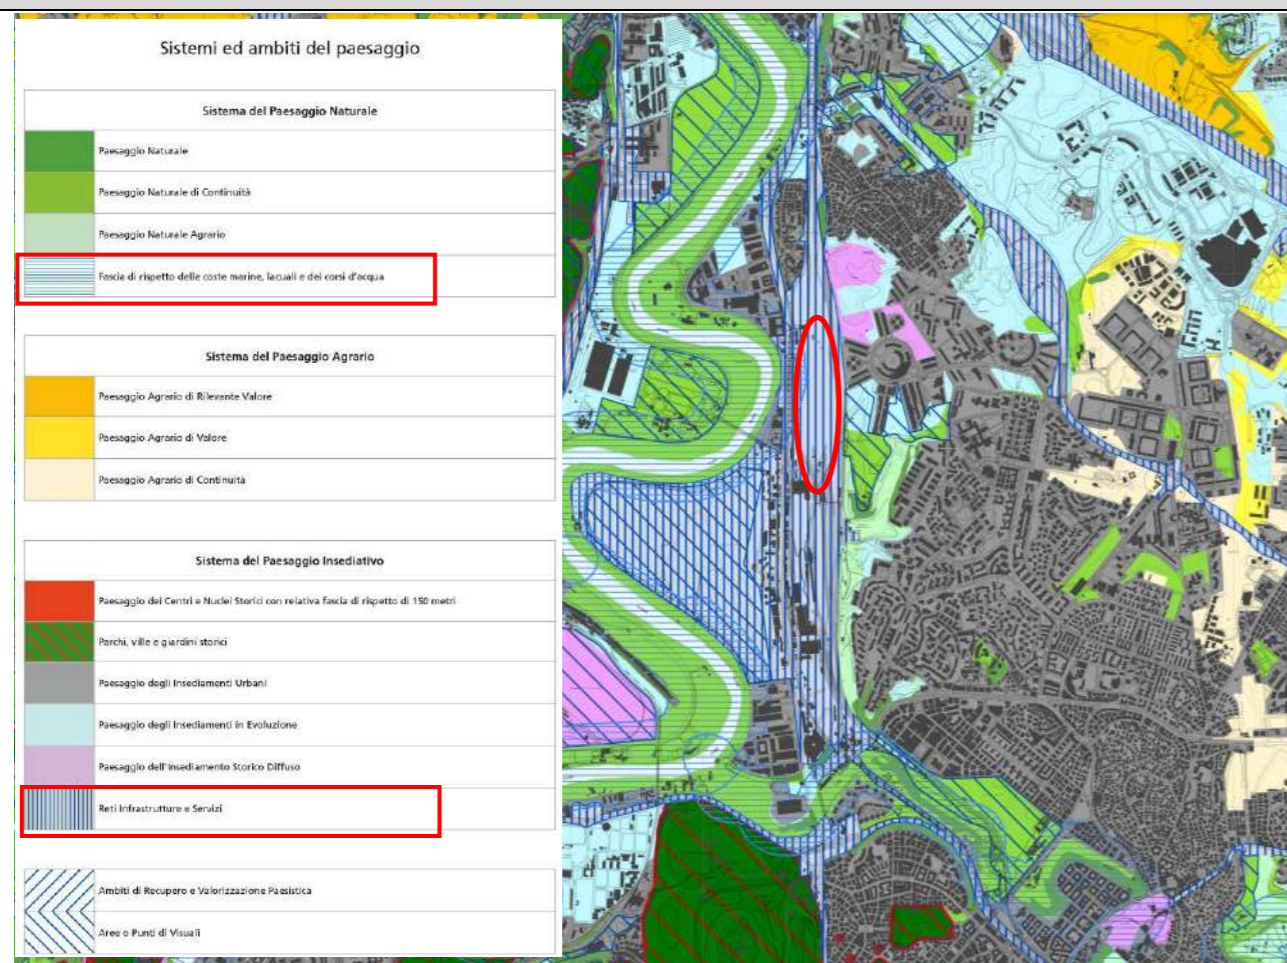 Sistemi ed ambiti del paesaggio
Sistema del Paesaggio Naturale
Paesaggio Naturale
Paesaggio Naturale di Continuità
Paesaggio Naturale Agrario
Fascia di rispetto delle coste marine, lacuali e dei corsi d'acqua
Sistema del Paesaggio Agrario
Paesaggio Agrario di Rilevante Valore
Paesaggio Agrario di Valore
Paesaggio Agrario di Continuità
Sistema del Paesaggio Insediativo
Paesaggio dei Centri e Nuclei Storici con relativa fascia di rispetto di 150 metri
Parchi, ville e giardini storici
Paesaggio degli Insediamenti Urbani
Paesaggio degli Insediamenti in Evoluzione
Paesaggio dell'Insediamento Storico Diffuso
Reti Infrastrutture e Servizi
Ambiti di Recupero e Valorizzazione Paesistica
Aree o Punti di Visuali